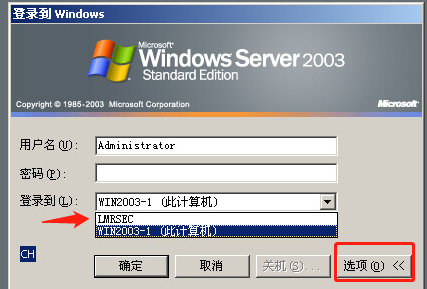 登录到 Windows
Microsoft
Windows Server 2003
Standard Edition
Copyright © 1985-2003 Microsoft Corporation
Microsoft
用户名(U):
Administrator
密码(P):
登录到(L):
WIN2003-1 (此计算机)
LMRSEC
WIN2003-1 (此计算机)
CH
确定
取消
关机(S)...
选项(O) <<